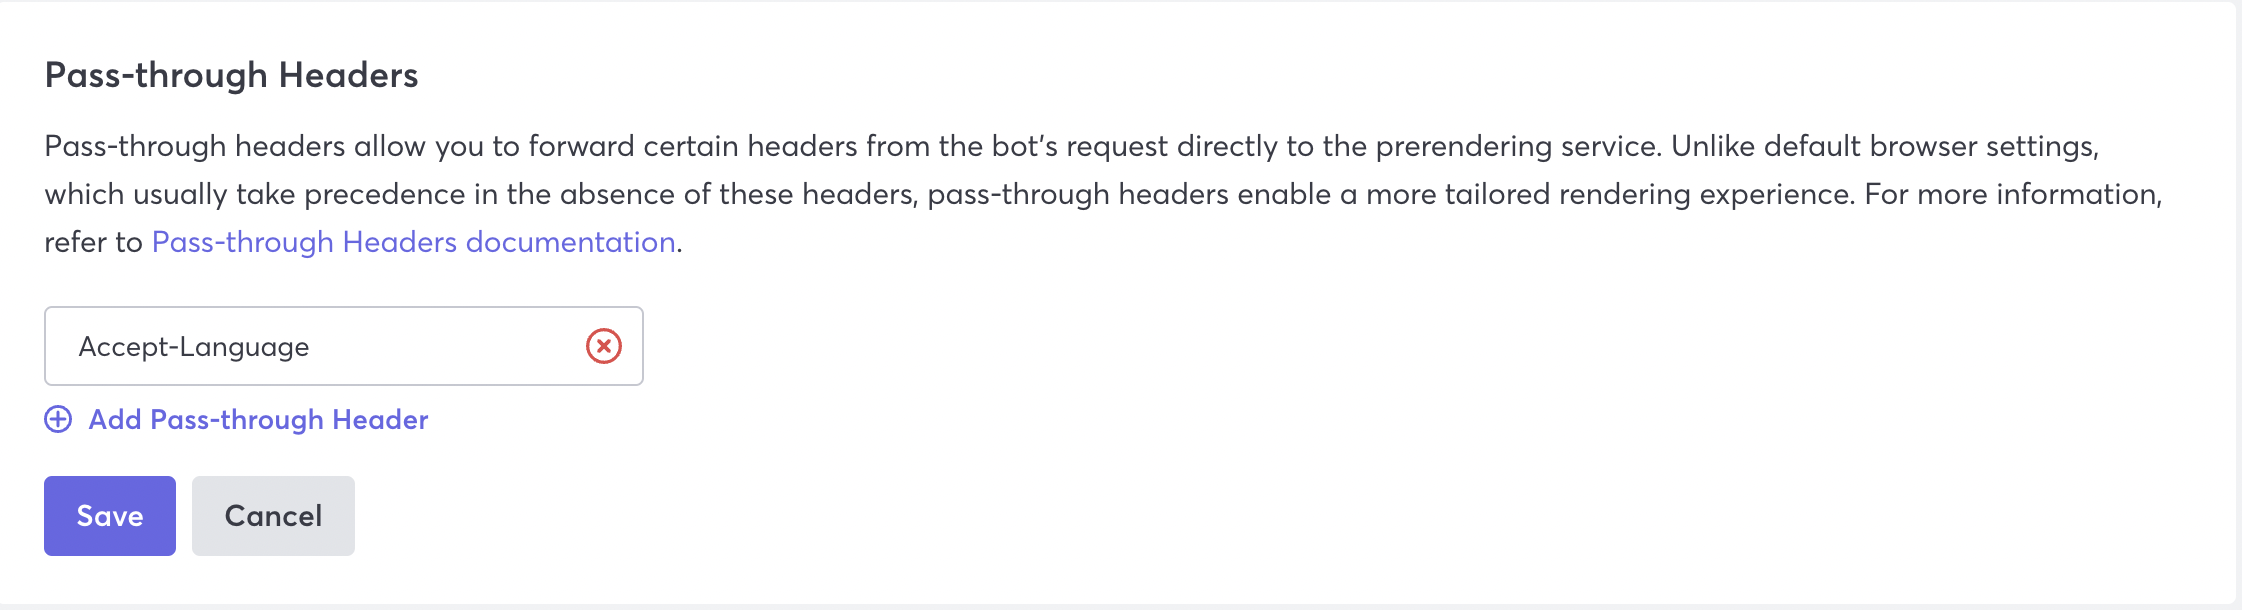 Pass-through Headers
Pass-through headers allow you to forward certain headers from the bot's request directly to the prerendering service. Unlike default browser settings,
which usually take precedence in the absence of these headers, pass-through headers enable a more tailored rendering experience. For more information,
refer to Pass-through Headers documentation.
Accept-Language
Add Pass-through Header
Save
Cancel